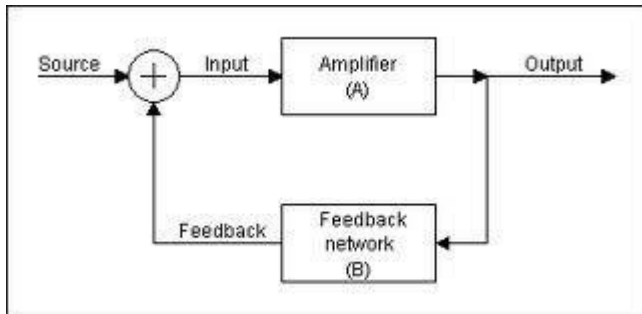 Source
Input
Amplifier
(A)
Output
Feedback
Feedback
network
(B)